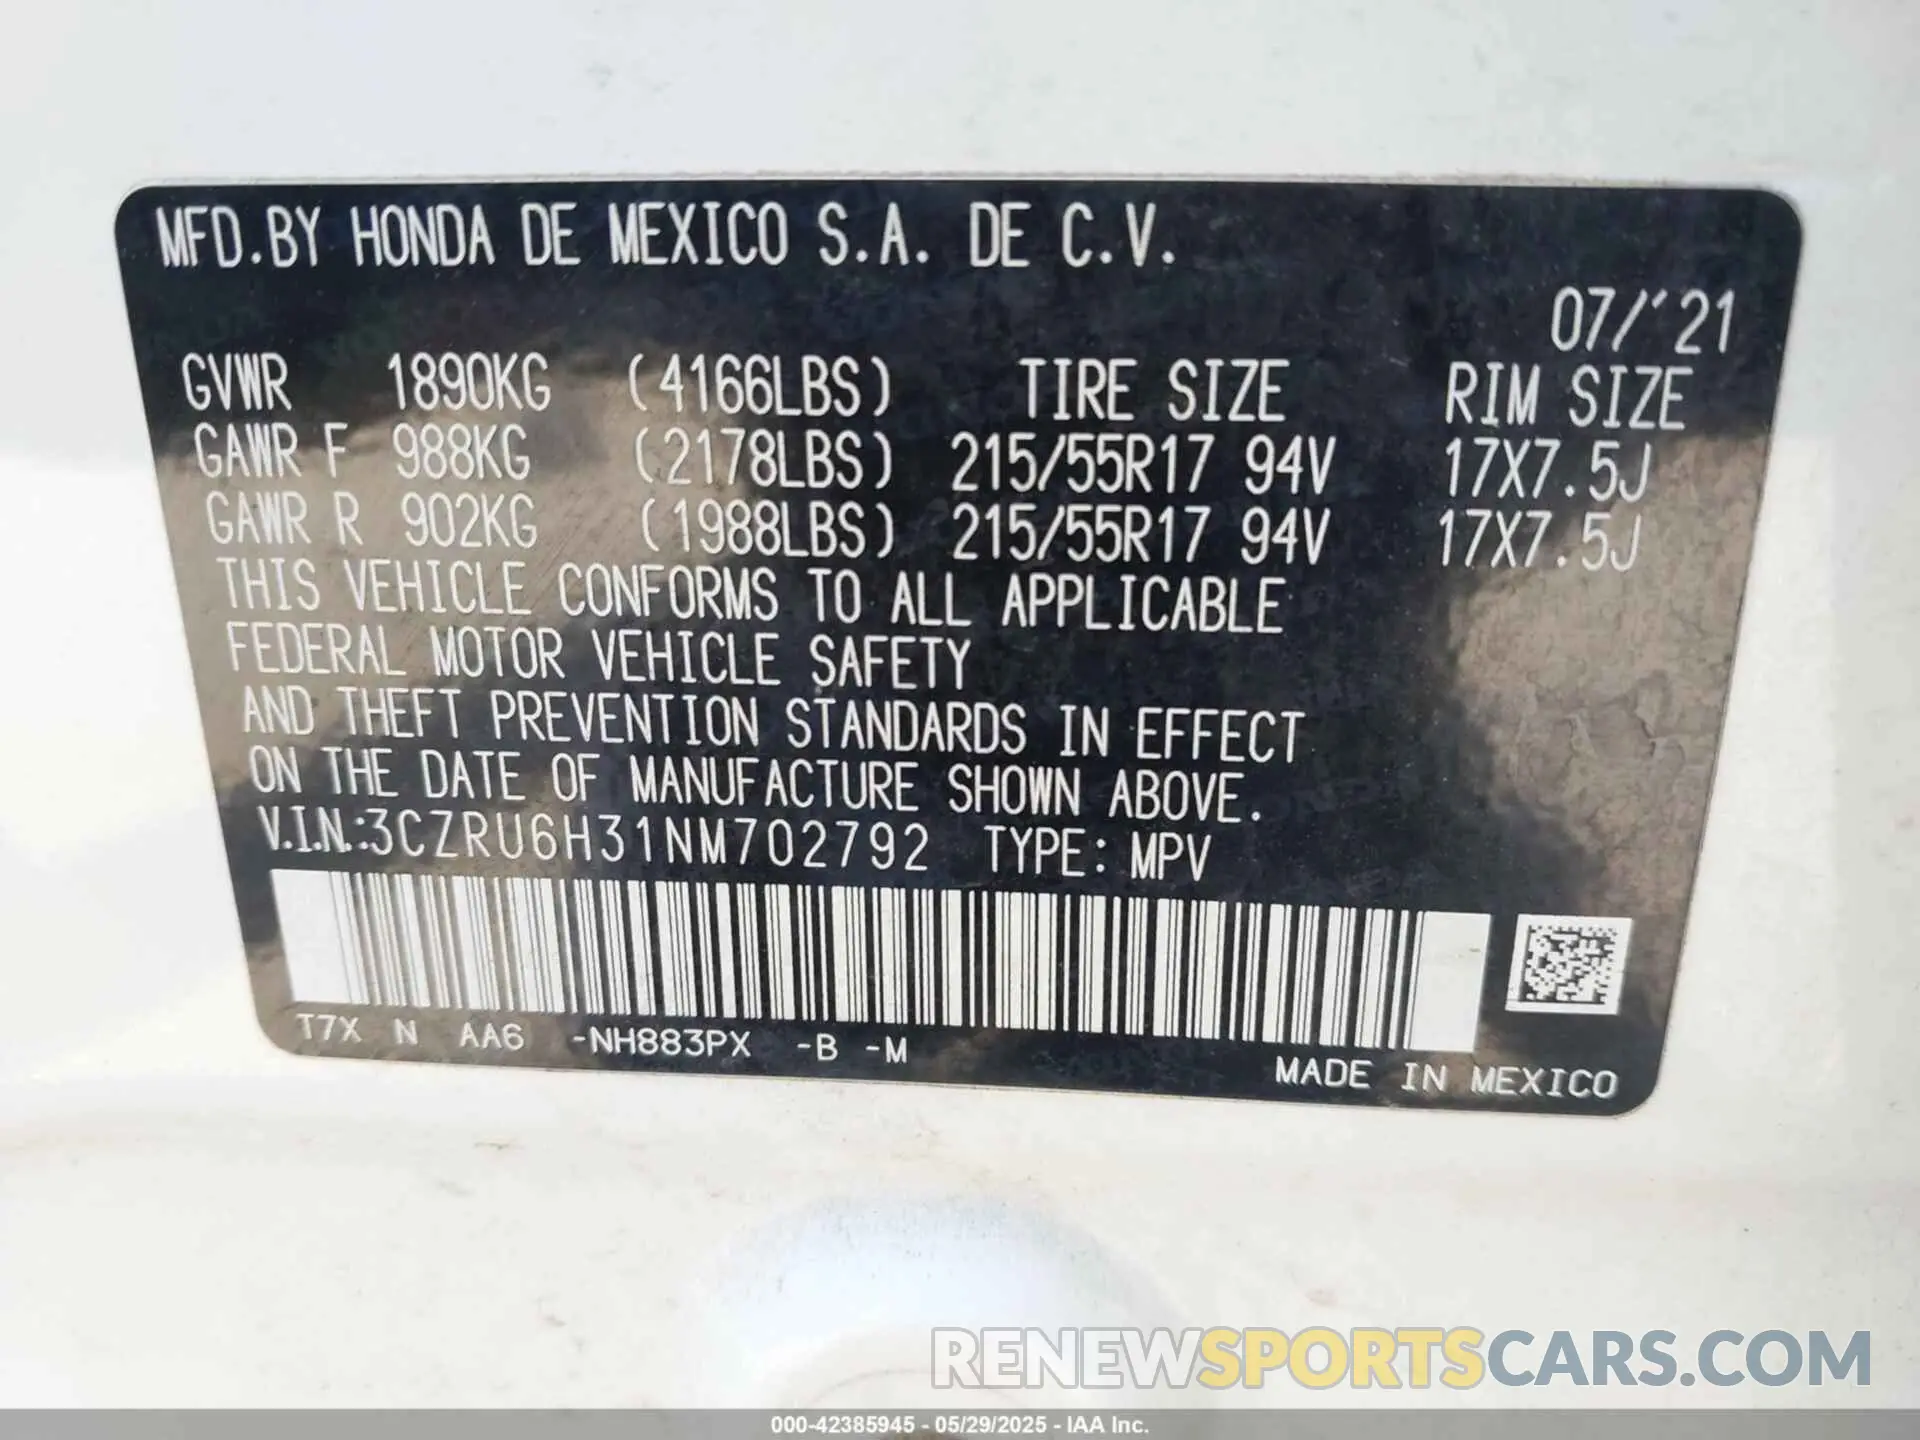 MFD.BY HONDA DE MEXICO S.A. DE C.V.
07/'21
GVWR 1890KG (4166LBS) TIRE SIZE RIM SIZE
GAWR F 988KG (2178LBS) 215/55R17 94V 17X7.5J
GAWR R 902KG (1988LBS) 215/55R17 94V 17X7.5J
THIS VEHICLE CONFORMS TO ALL APPLICABLE
FEDERAL MOTOR VEHICLE SAFETY
AND THEFT PREVENTION STANDARDS IN EFFECT
ON THE DATE OF MANUFACTURE SHOWN ABOVE.
V.I.N.:3CZRU6H31NM702792 TYPE: MPV
T7X N AA6 -NH883PX -B -M
MADE IN MEXICO
RENEWSPORTSCARS.COM
000-42385945 - 05/29/2025 - IAA Inc.